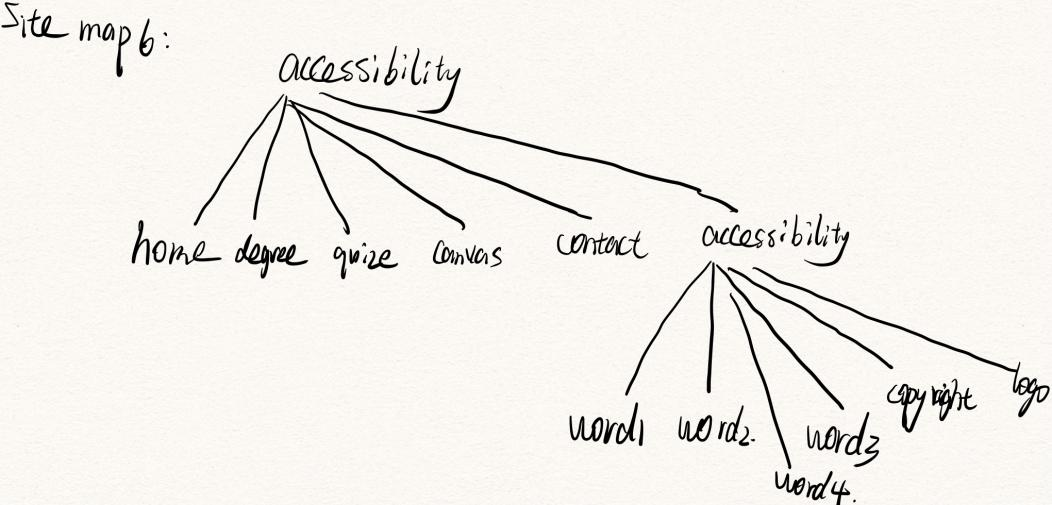 Site map 6:
accessibility
home degree quize canvas contact accessibility
word1 word2. word3 copyright logo
word4.